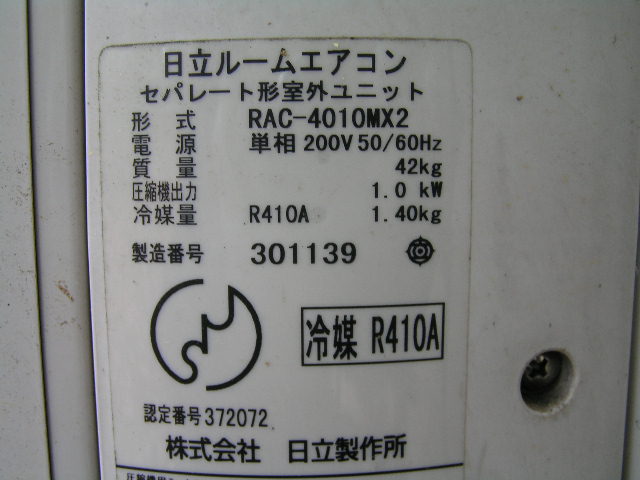 日立ルームエアコン
セパレート形室外ユニット
形式 RAC-4010MX2
電源 単相 200V 50/60Hz
質量 42kg
圧縮機出力 1.0 kW
冷媒量 R410A 1.40kg
製造番号 301139
冷媒 R410A
認定番号 372072
株式会社 日立製作所